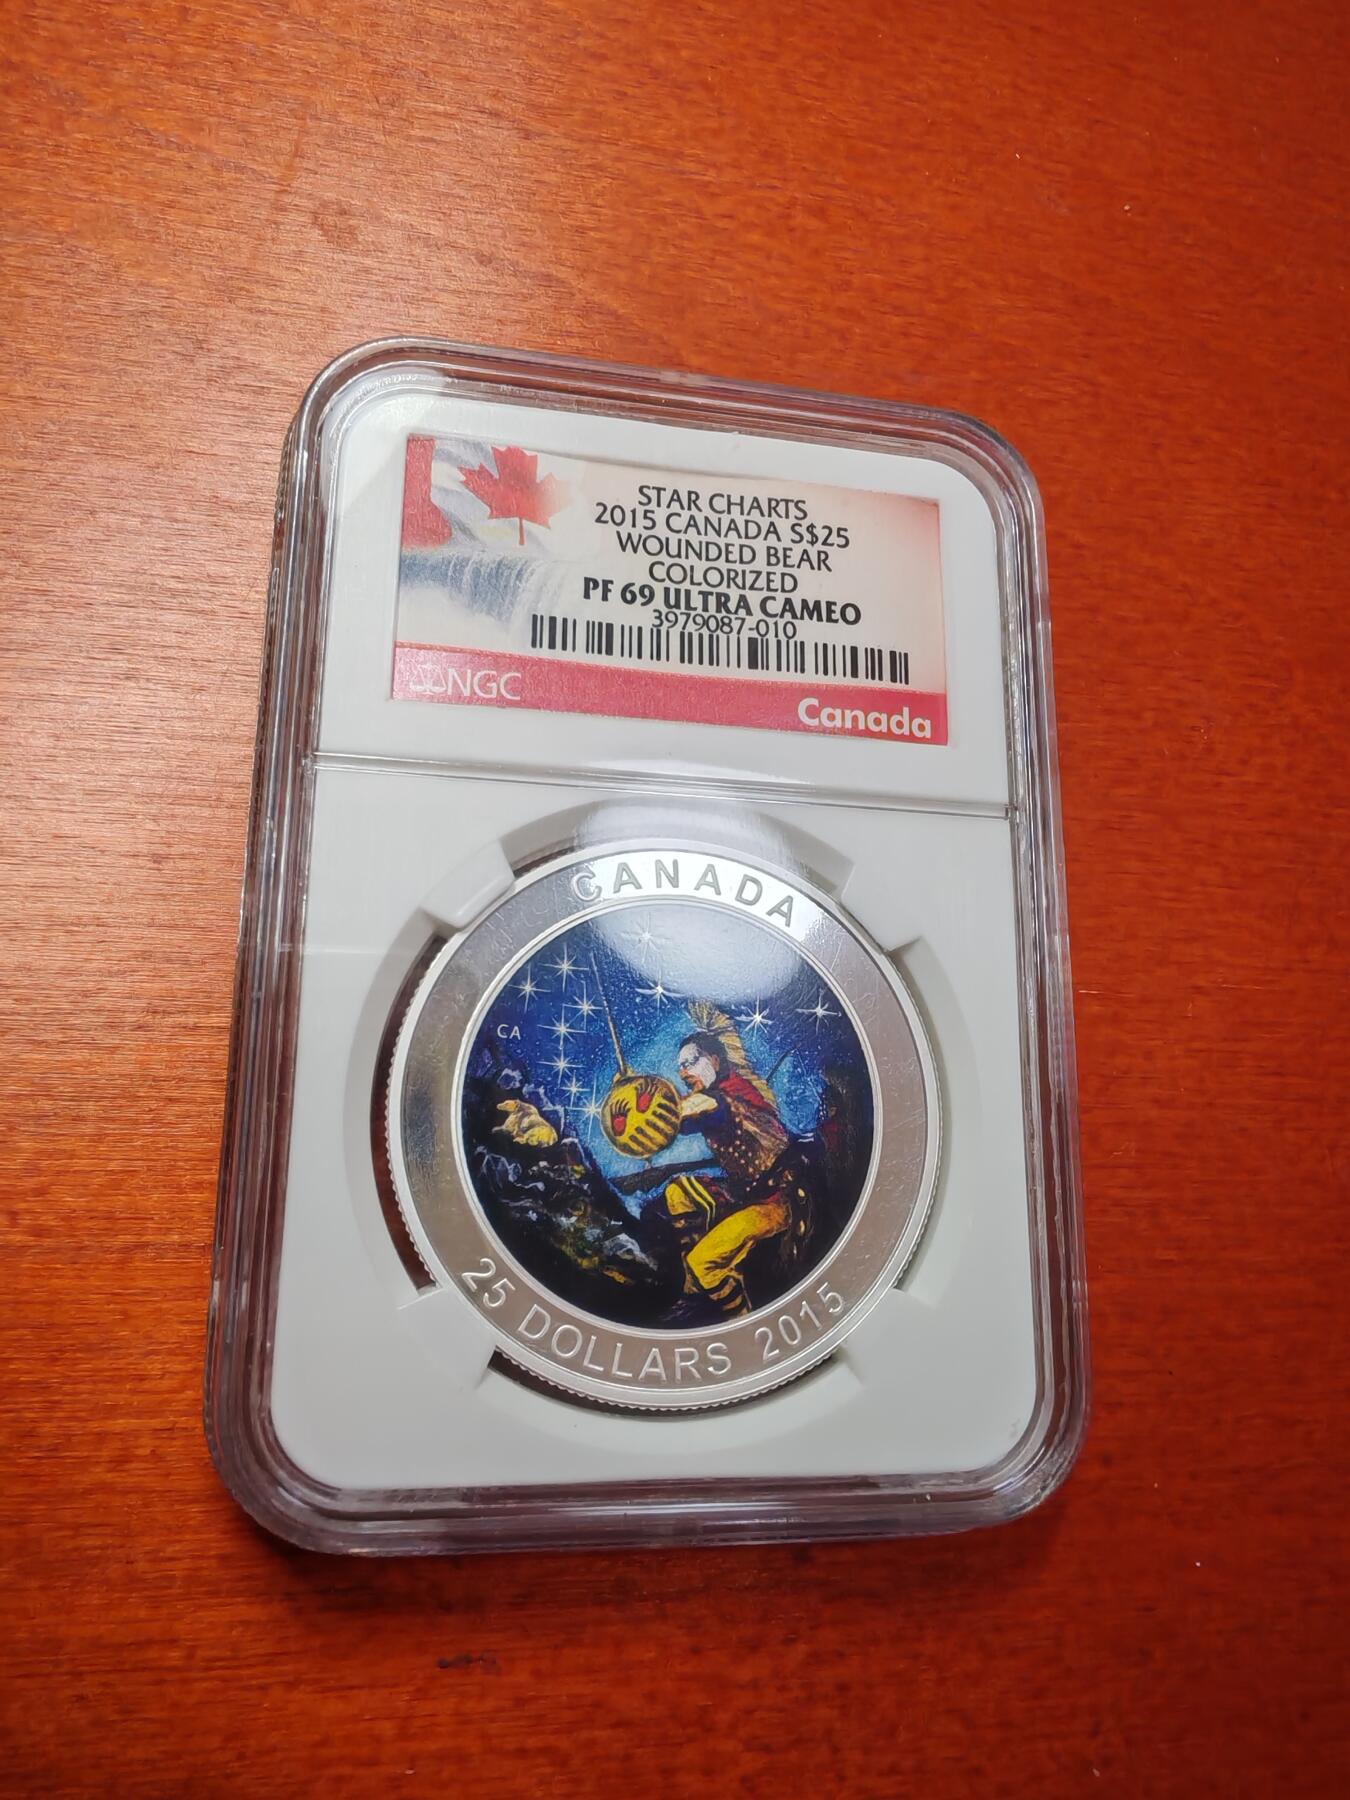 STAR CHARTS
2015 CANADA S$25
WOUNDED BEAR
COLORIZED
PF 69 ULTRA CAMEO
3979087-010
NGC
Canada
CANADA
CA
25 DOLLARS 2015